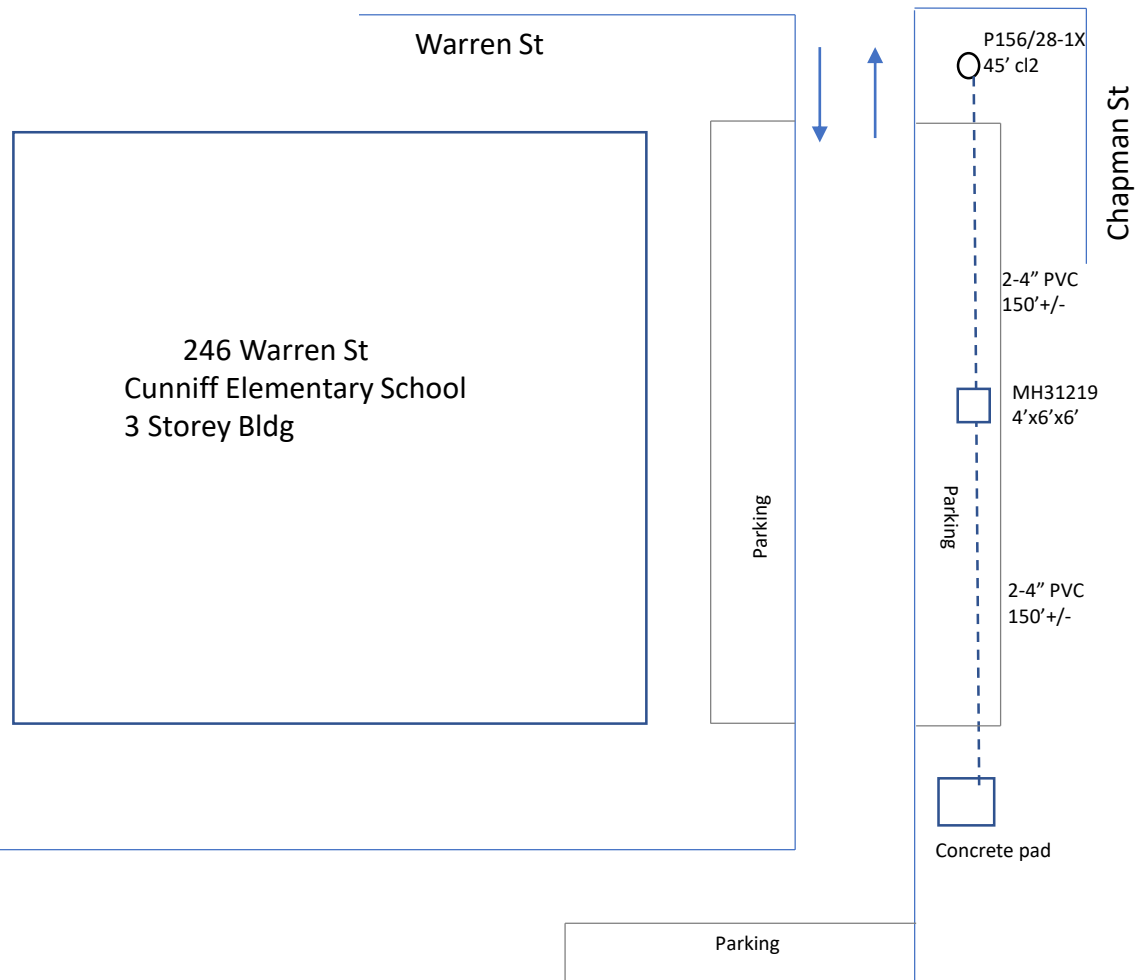 Warren St
P156/28-1X
45' cl2
Chapman St
2-4” PVC
150'+/-
246 Warren St
Cunniff Elementary School
3 Storey Bldg
MH31219
4'x6'x6'
Parking
Parking
2-4” PVC
150'+/-
Concrete pad
Parking